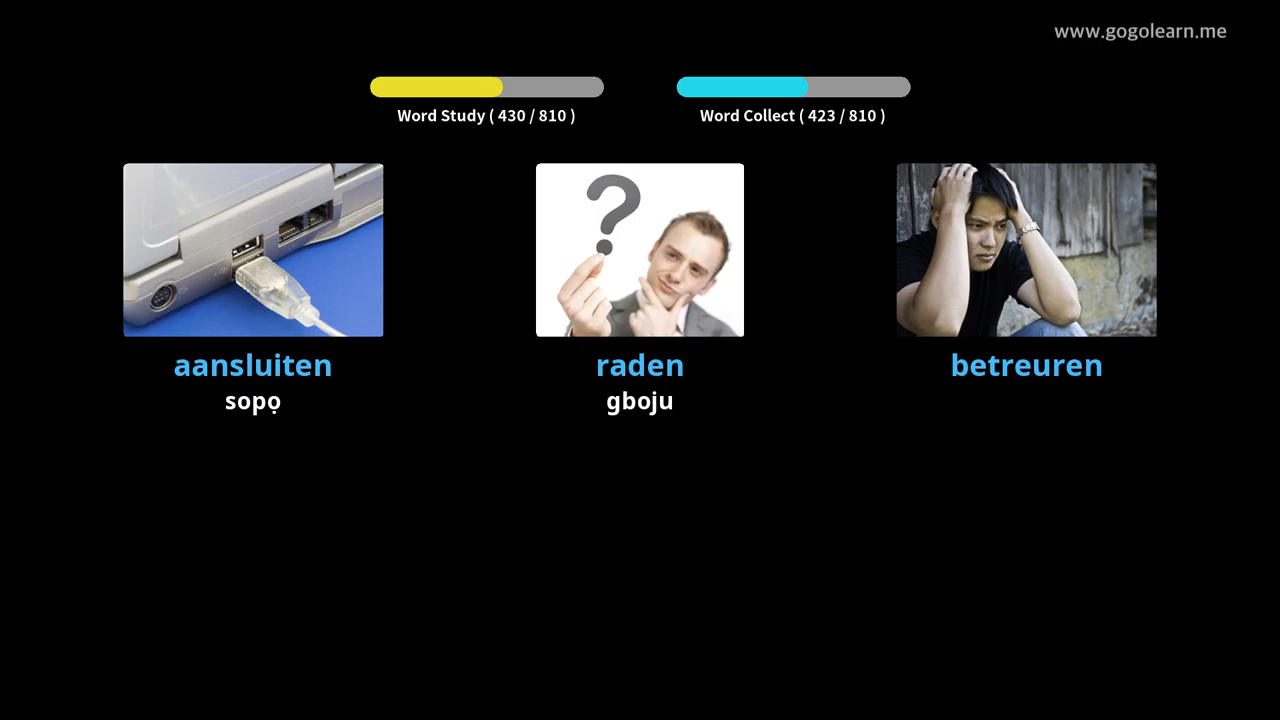 www.gogolearn.me
Word Study ( 430 / 810 )
Word Collect ( 423 / 810 )
aansluiten
sopọ
raden
gboju
betreuren